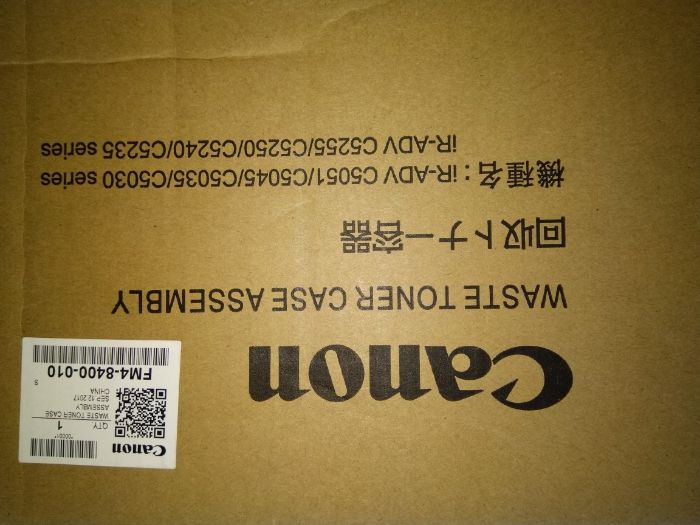 Canon
WASTE TONER CASE ASSEMBLY
回収トナー容器
機種名 : iR-ADV C5051/C5045/C5035/C5030 series
iR-ADV C5255/C5250/C5240/C5235 series
Canon
QTY
1
WASTE TONER CASE
ASSEMBLY
SEP 12 2017
CHINA
FM4-8400-010
S